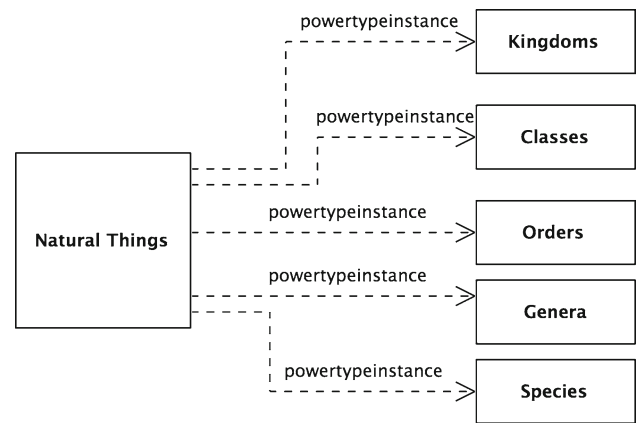 powertypeinstance
Kingdoms
powertypeinstance
Classes
Natural Things
powertypeinstance
Orders
powertypeinstance
Genera
powertypeinstance
Species